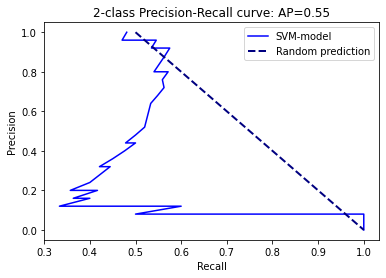 2-class Precision-Recall curve: AP=0.55
SVM-model
Random prediction
1.0
0.8
0.6
0.4
0.2
0.0
Precision
0.3 0.4 0.5 0.6 0.7 0.8 0.9 1.0
Recall